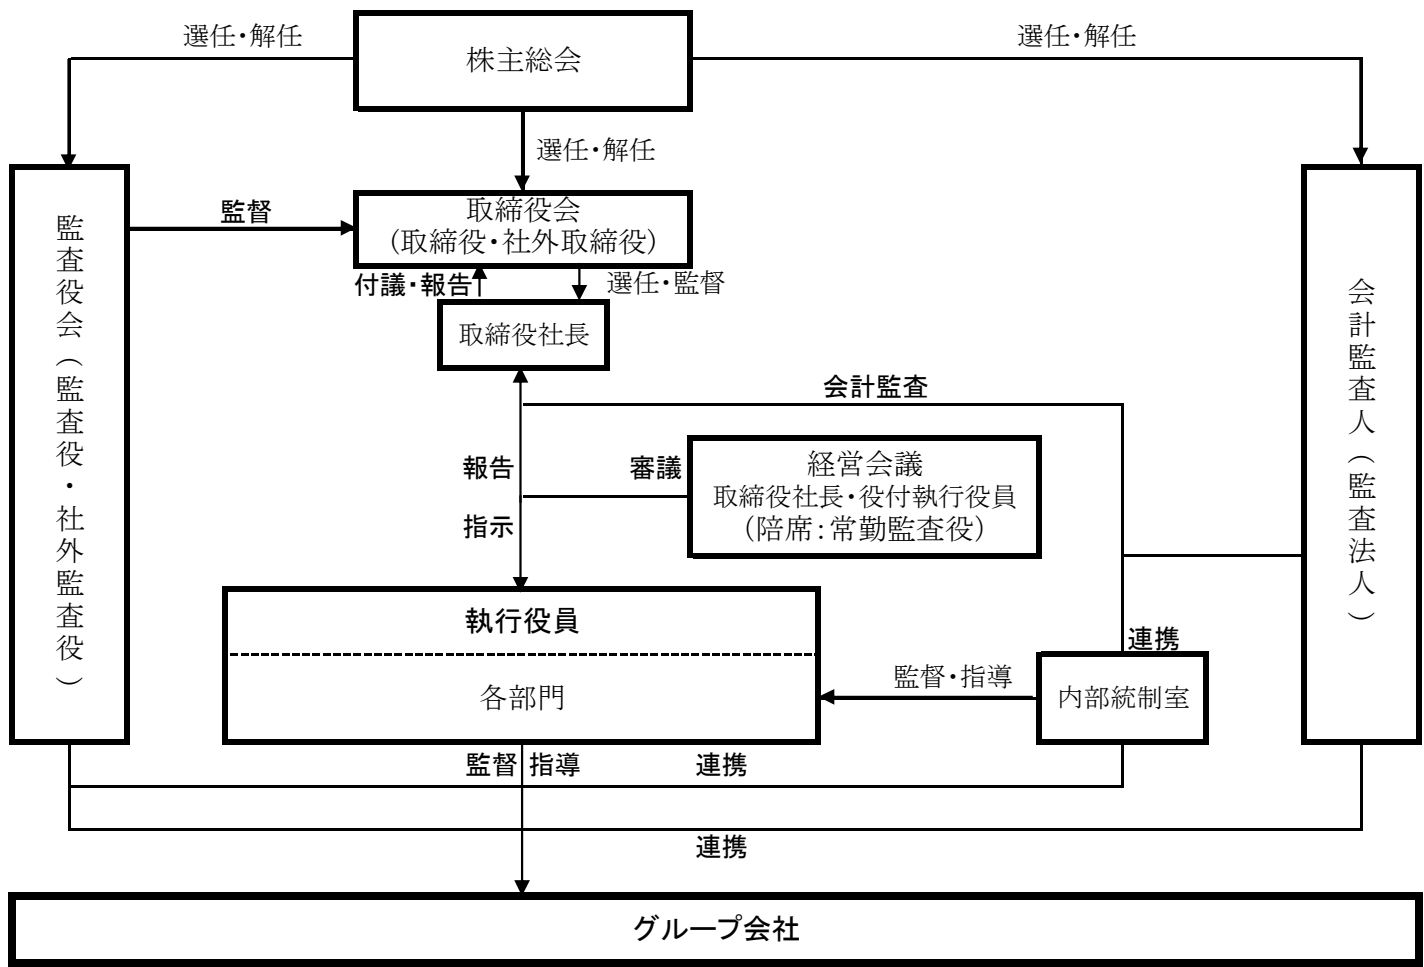 選任・解任
株主総会
選任・解任
選任・解任
監査役会(監査役・社外監査役)
監督
取締役会
(取締役・社外取締役)
会計監査人(監査法人)
付議・報告
選任・監督
取締役社長
会計監査
報告
審議
経営会議
取締役社長・役付執行役員
(陪席:常勤監査役)
指示
執行役員
連携
監督・指導
内部統制室
各部門
監督
指導
連携
連携
グループ会社